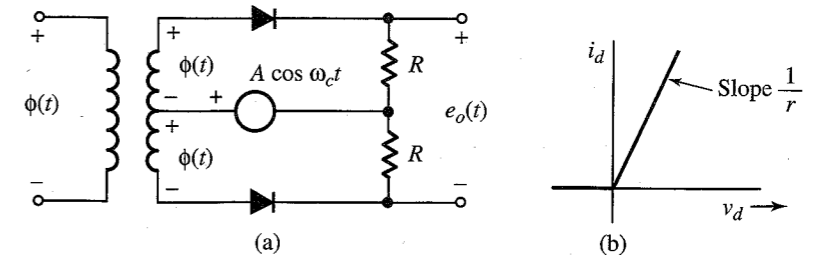 +
ϕ(t)
−
+
ϕ(t)
−
+
ϕ(t)
−
+
A cos ω_c t
R
R
+
e_o(t)
−
(a)
i_d
Slope 1/r
v_d
(b)